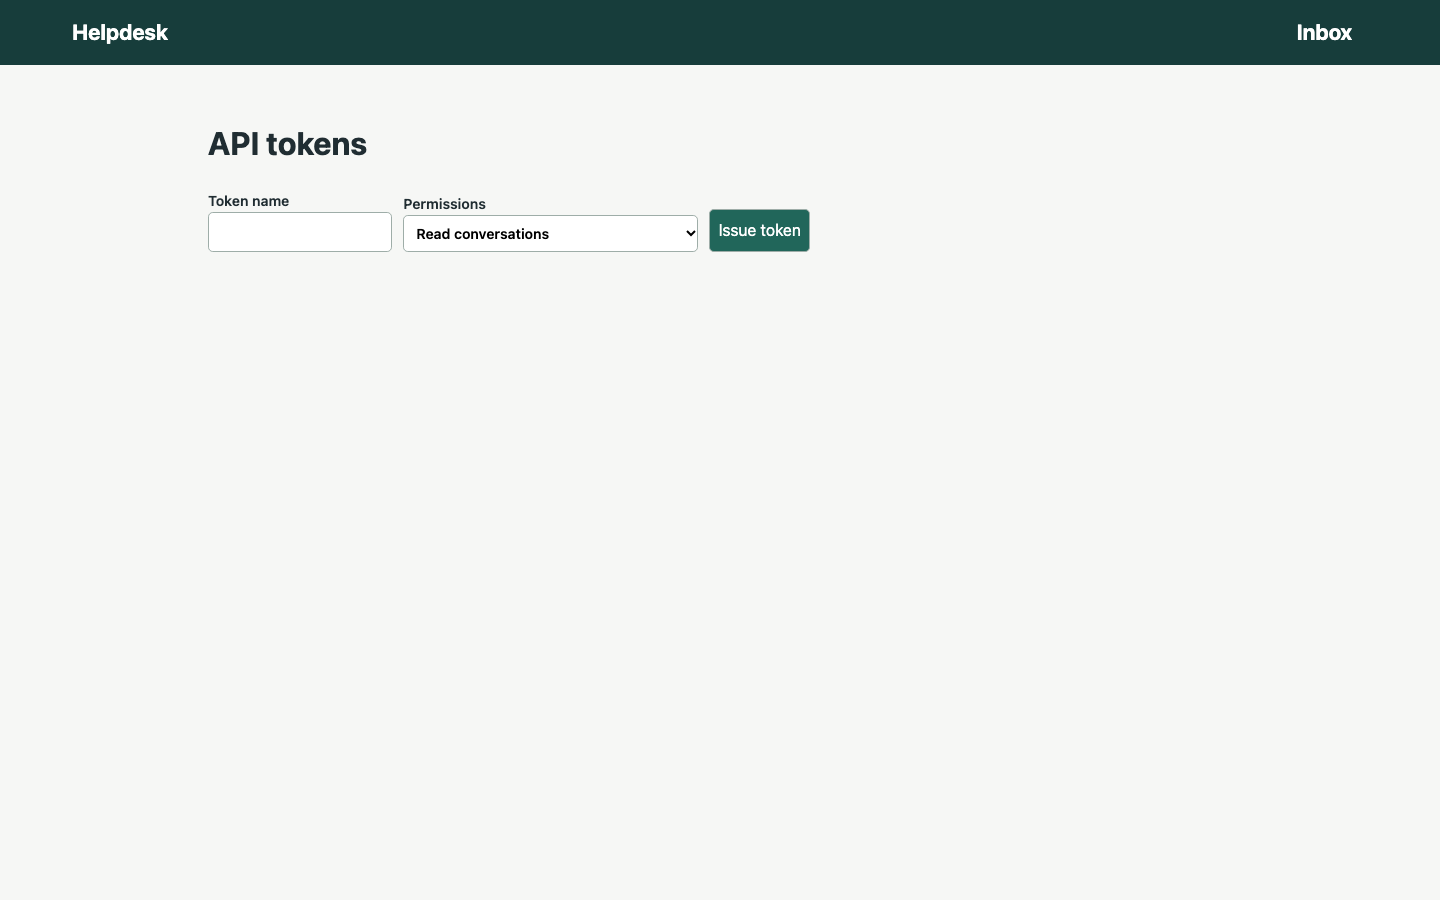 Helpdesk
Inbox
API tokens
Token name
Permissions
Read conversations
Issue token